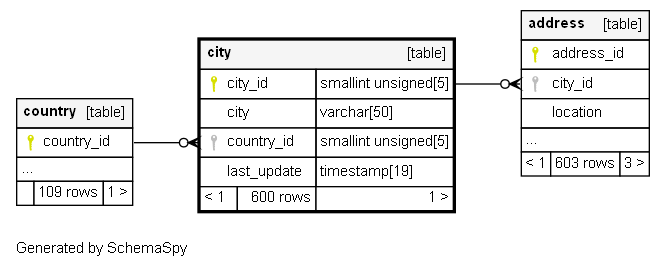 country [table]
country_id
...
109 rows 1 >
city [table]
city_id smallint unsigned[5]
city varchar[50]
country_id smallint unsigned[5]
last_update timestamp[19]
< 1 600 rows 1 >
address [table]
address_id
city_id
location
...
< 1 603 rows 3 >
Generated by SchemaSpy